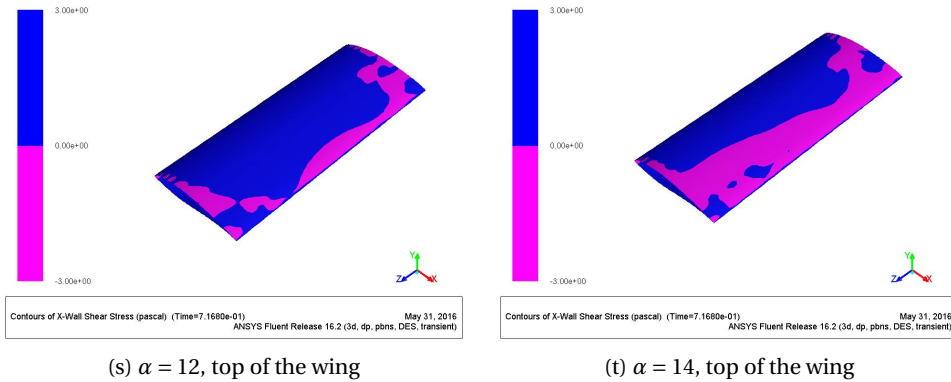 3.00e+00
0.00e+00
-3.00e+00
Y
Z
X
Contours of X-Wall Shear Stress (pascal) (Time=7.1680e-01)
May 31, 2016
ANSYS Fluent Release 16.2 (3d, dp, pbns, DES, transient)
(s) α = 12, top of the wing
3.00e+00
0.00e+00
-3.00e+00
Y
Z
X
Contours of X-Wall Shear Stress (pascal) (Time=7.1680e-01)
May 31, 2016
ANSYS Fluent Release 16.2 (3d, dp, pbns, DES, transient)
(t) α = 14, top of the wing